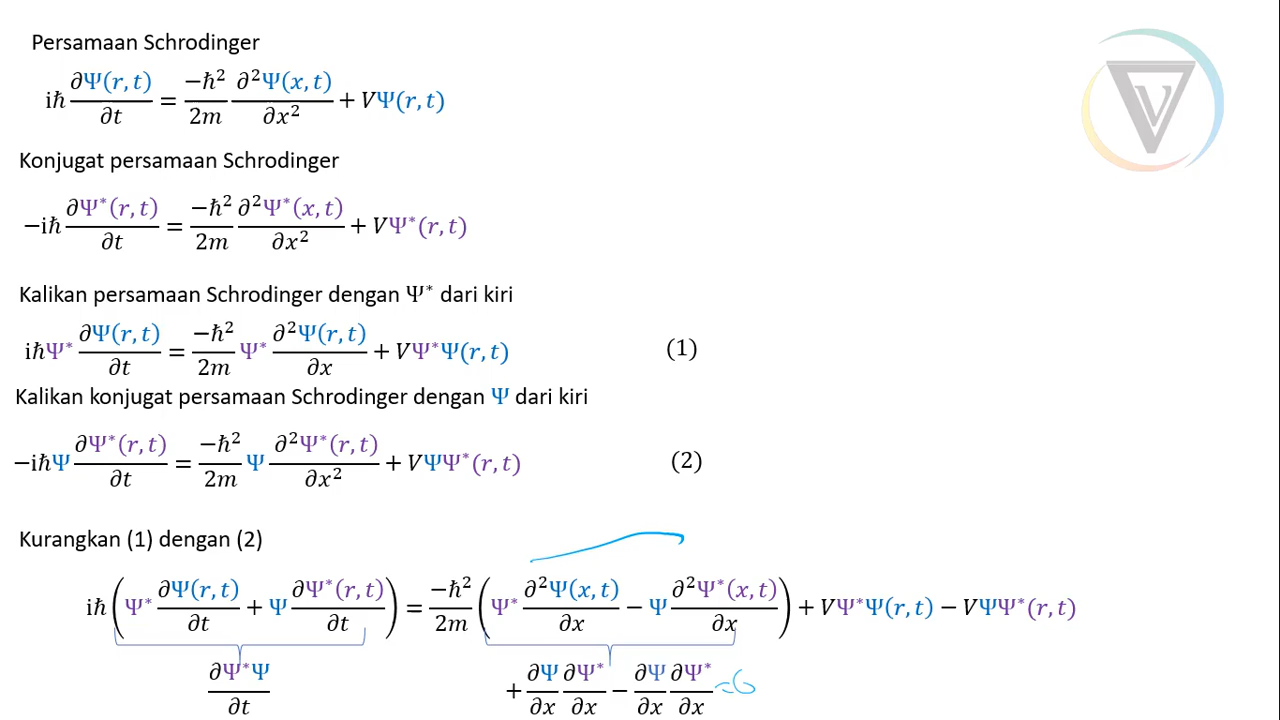 Persamaan Schrodinger
iħ ∂Ψ(r,t)/∂t = −ħ²/2m ∂²Ψ(x,t)/∂x² + VΨ(r,t)
Konjugat persamaan Schrodinger
−iħ ∂Ψ*(r,t)/∂t = −ħ²/2m ∂²Ψ*(x,t)/∂x² + VΨ*(r,t)
Kalikan persamaan Schrodinger dengan Ψ* dari kiri
iħΨ* ∂Ψ(r,t)/∂t = −ħ²/2m Ψ* ∂²Ψ(r,t)/∂x + VΨ*Ψ(r,t) (1)
Kalikan konjugat persamaan Schrodinger dengan Ψ dari kiri
−iħΨ ∂Ψ*(r,t)/∂t = −ħ²/2m Ψ ∂²Ψ*(r,t)/∂x² + VΨΨ*(r,t) (2)
Kurangkan (1) dengan (2)
iħ (Ψ* ∂Ψ(r,t)/∂t + Ψ ∂Ψ*(r,t)/∂t) = −ħ²/2m (Ψ* ∂²Ψ(x,t)/∂x − Ψ ∂²Ψ*(x,t)/∂x) + VΨ*Ψ(r,t) − VΨΨ*(r,t)
∂Ψ*Ψ/∂t + ∂Ψ/∂x ∂Ψ*/∂x − ∂Ψ/∂x ∂Ψ*/∂x